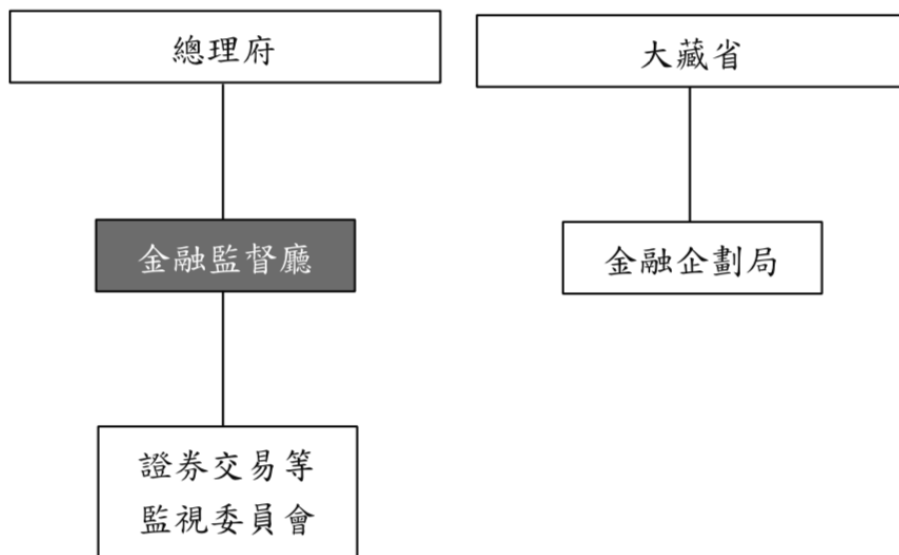 總理府
大藏省
金融監督廳
金融企劃局
證券交易等
監視委員會